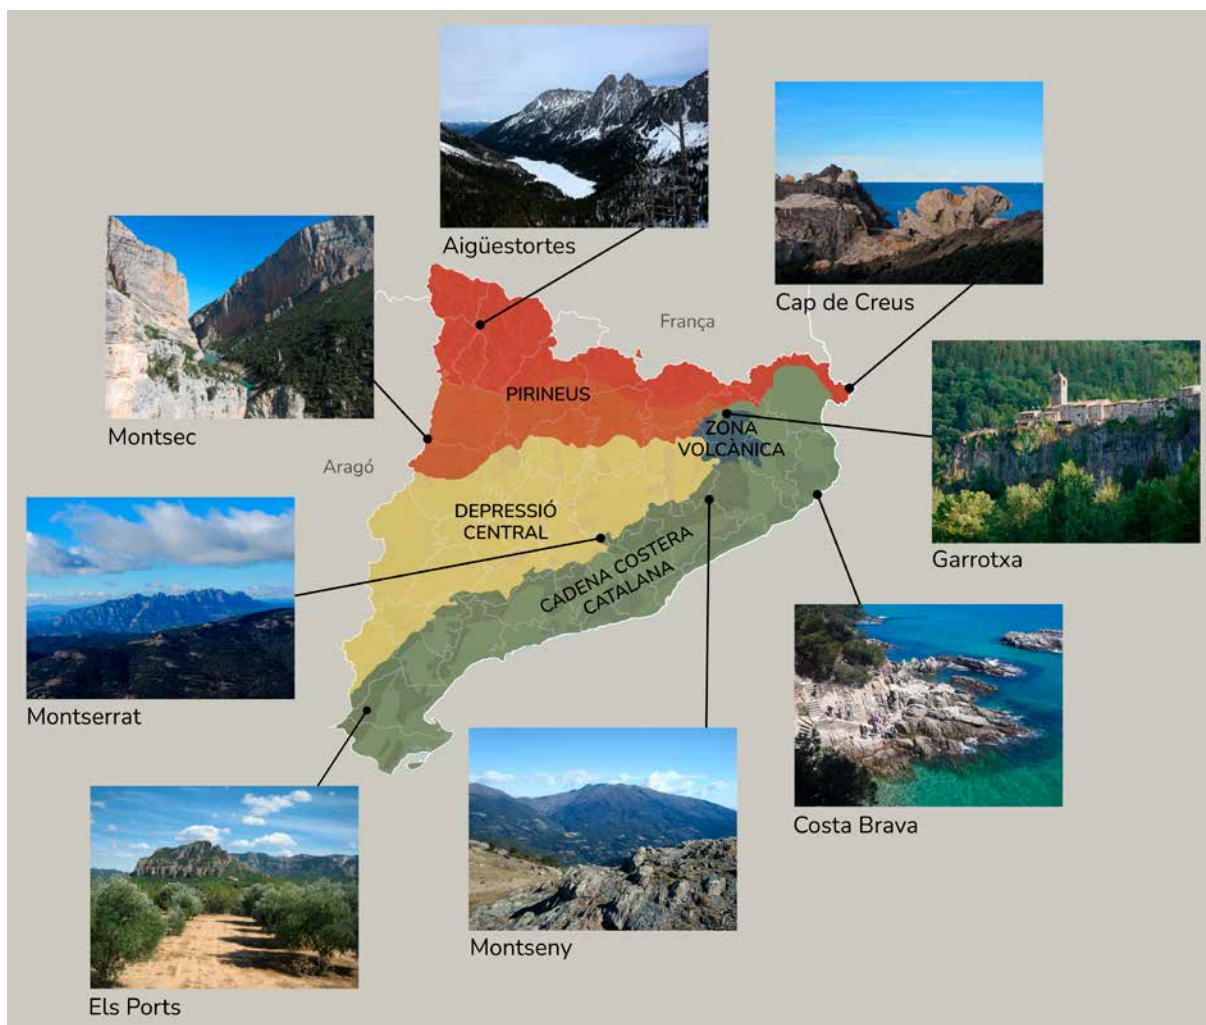 Aigüestortes
Cap de Creus
França
Montsec
PIRINEUS
Aragó
ZONA
VOLCÀNICA
DEPRESSIÓ
CENTRAL
Garrotxa
CADENA COSTERA
CATALANA
Montserrat
Costa Brava
Montseny
Els Ports